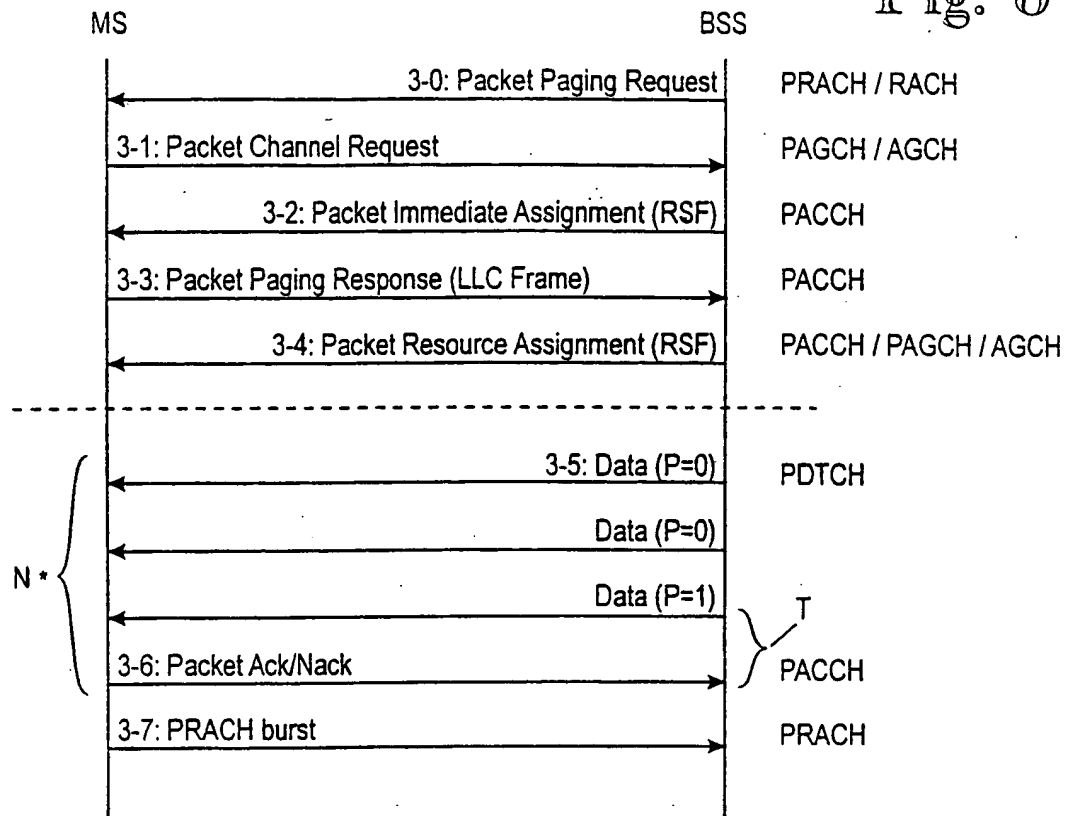 MS BSS
3-0: Packet Paging Request PRACH / RACH
3-1: Packet Channel Request PAGCH / AGCH
3-2: Packet Immediate Assignment (RSF) PACCH
3-3: Packet Paging Response (LLC Frame) PACCH
3-4: Packet Resource Assignment (RSF) PACCH / PAGCH / AGCH
3-5: Data (P=0) PDTCH
Data (P=0)
N *
Data (P=1)
T
3-6: Packet Ack/Nack PACCH
3-7: PRACH burst PRACH